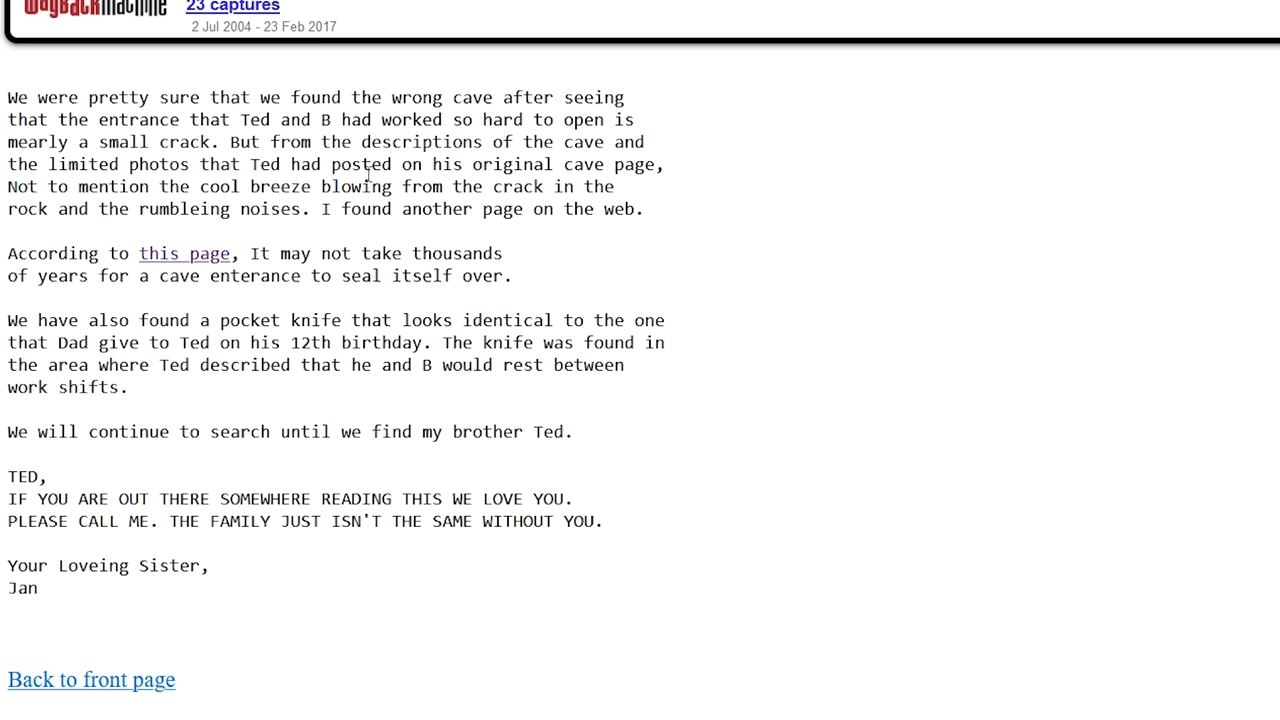 WayBackMachine
23 captures
2 Jul 2004 - 23 Feb 2017
We were pretty sure that we found the wrong cave after seeing
that the entrance that Ted and B had worked so hard to open is
mearly a small crack. But from the descriptions of the cave and
the limited photos that Ted had posted on his original cave page,
Not to mention the cool breeze blowing from the crack in the
rock and the rumbleing noises. I found another page on the web.
According to this page, It may not take thousands
of years for a cave enterance to seal itself over.
We have also found a pocket knife that looks identical to the one
that Dad give to Ted on his 12th birthday. The knife was found in
the area where Ted described that he and B would rest between
work shifts.
We will continue to search until we find my brother Ted.
TED,
IF YOU ARE OUT THERE SOMEWHERE READING THIS WE LOVE YOU.
PLEASE CALL ME. THE FAMILY JUST ISN'T THE SAME WITHOUT YOU.
Your Loveing Sister,
Jan
Back to front page